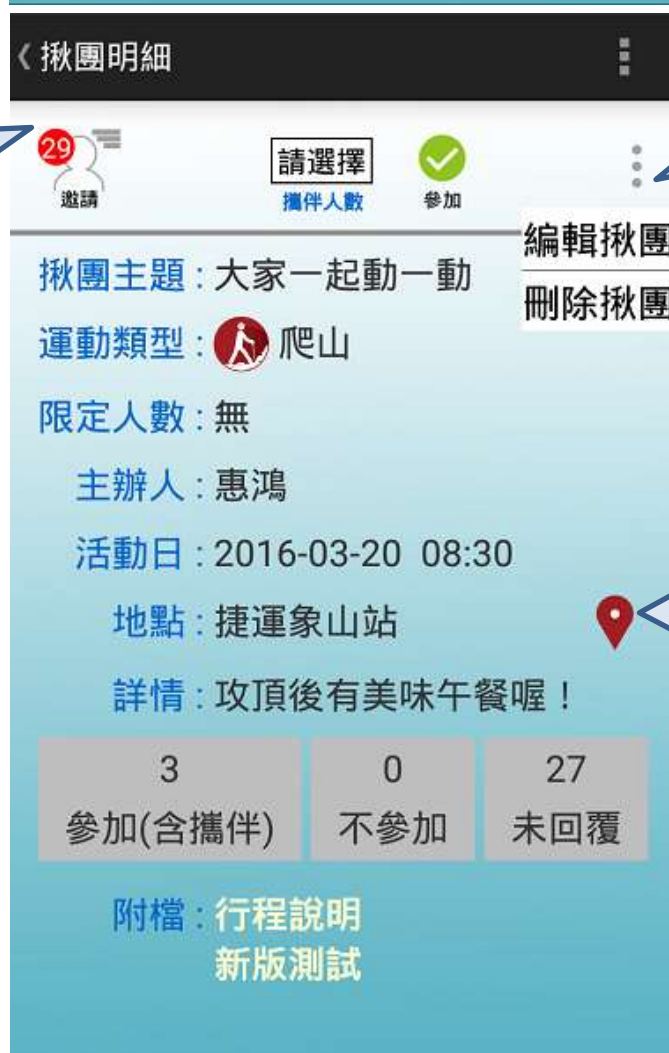 揪團明細
29
邀請
請選擇
攜伴人數
參加
編輯揪團
刪除揪團
揪團主題 : 大家一起動一動
運動類型 : 爬山
限定人數 : 無
主辦人 : 惠鴻
活動日 : 2016-03-20 08:30
地點 : 捷運象山站
詳情 : 攻頂後有美味午餐喔！
3 0 27
參加(含攜伴) 不參加 未回覆
附檔 : 行程說明
新版測試